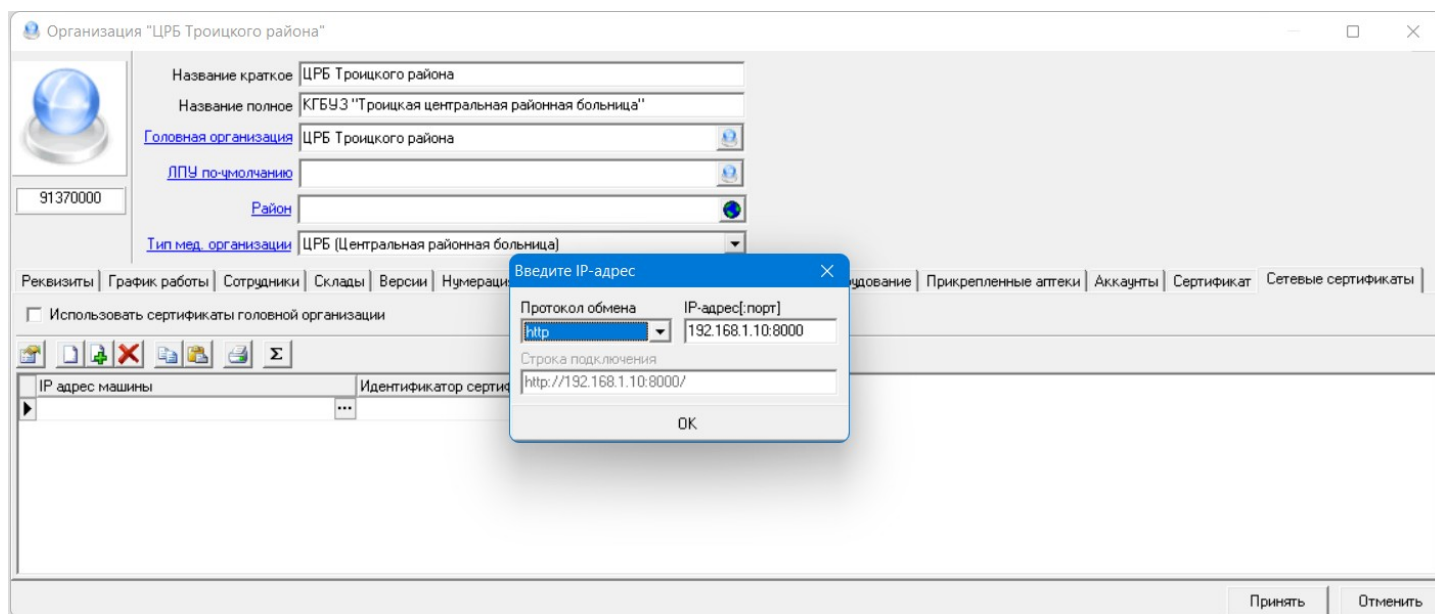 Организация "ЦРБ Троицкого района"
Название краткое ЦРБ Троицкого района
Название полное КГБУЗ "Троицкая центральная районная больница"
Головная организация ЦРБ Троицкого района
ЛПУ по-умолчанию
91370000
Район
Тип мед. организации ЦРБ (Центральная районная больница)
Реквизиты График работы Сотрудники Склады Версии Прикрепленные аптеки Аккаунты Сертификат Сетевые сертификаты
Использовать сертификаты головной организации
Σ
IP адрес машины Идентификатор
Введите IP-адрес
Протокол обмена IP-адрес[:порт]
http 192.168.1.10:8000
Строка подключения
http://192.168.1.10:8000/
OK
Принять Отменить